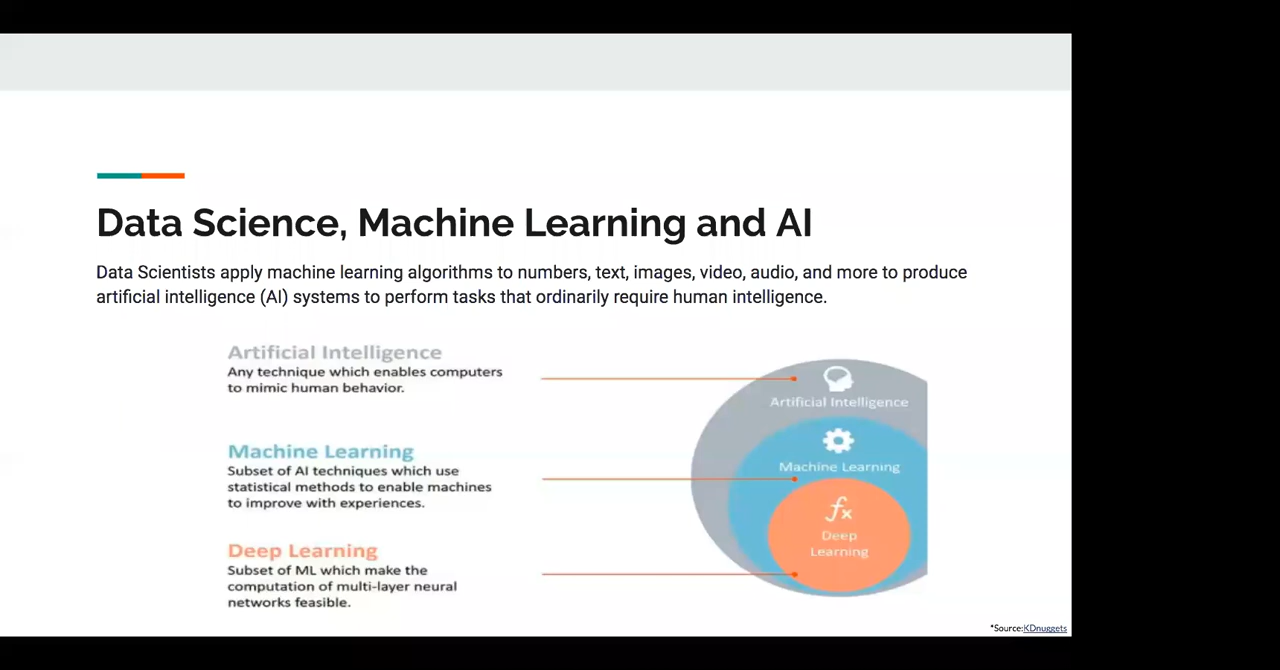 Data Science, Machine Learning and AI
Data Scientists apply machine learning algorithms to numbers, text, images, video, audio, and more to produce
artificial intelligence (AI) systems to perform tasks that ordinarily require human intelligence.
Artificial Intelligence
Any technique which enables computers
to mimic human behavior.
Machine Learning
Subset of AI techniques which use
statistical methods to enable machines
to improve with experiences.
Deep Learning
Subset of ML which make the
computation of multi-layer neural
networks feasible.
Artificial Intelligence
Machine Learning
fx
Deep
Learning
*Source:KDnuggets